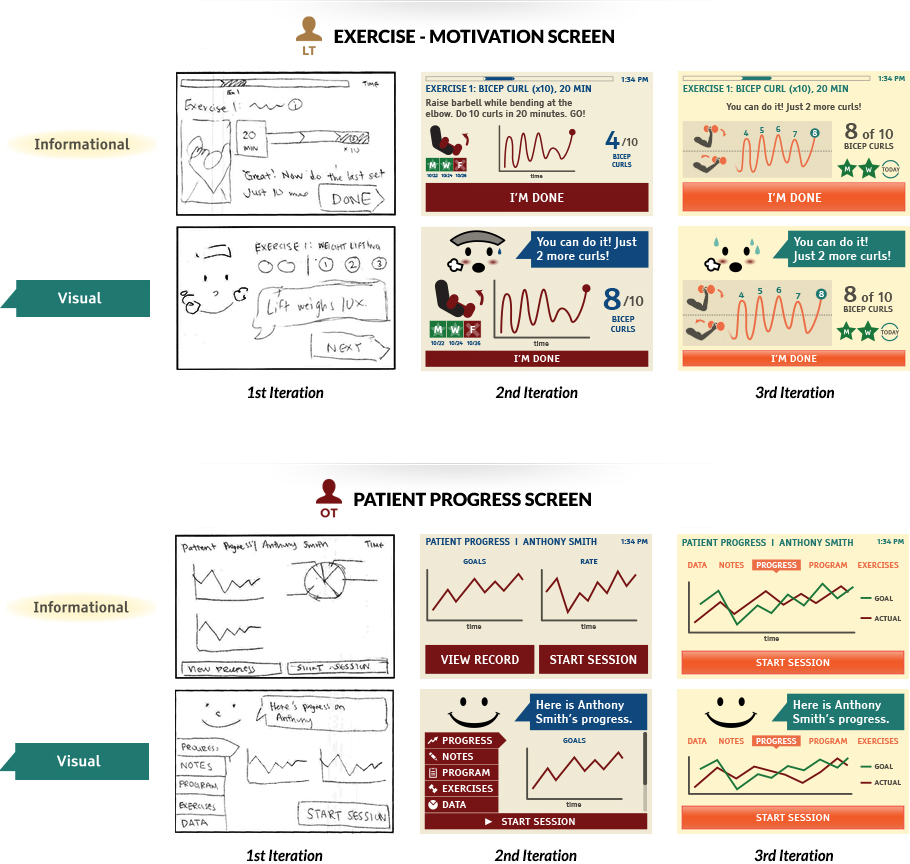 LT
EXERCISE - MOTIVATION SCREEN
Informational
TIME
Exercise 1:
1
20
MIN
x10
"Great! Now do the last set
Just 10 more
DONE
1:34 PM
EXERCISE 1: BICEP CURL (x10), 20 MIN
Raise barbell while bending at the
elbow. Do 10 curls in 20 minutes. GO!
4/10
BICEP
CURLS
M W F
10/22 10/24 10/26
time
I'M DONE
1:34 PM
EXERCISE 1: BICEP CURL (x10), 20 MIN
You can do it! Just 2 more curls!
4 5 6 7 8
8 of 10
BICEP CURLS
M W TODAY
I'M DONE
Visual
EXERCISE 1: WEIGHT LIFTING
1 2 3
Lift weighs 10x.
NEXT
You can do it! Just
2 more curls!
8/10
BICEP
CURLS
M W F
10/22 10/24 10/26
time
I'M DONE
You can do it!
Just 2 more curls!
4 5 6 7 8
8 of 10
BICEP CURLS
M W TODAY
I'M DONE
1st Iteration
2nd Iteration
3rd Iteration
OT
PATIENT PROGRESS SCREEN
Informational
Patient Progress | Anthony Smith
Time
VIEW PROGRESS
START SESSION
PATIENT PROGRESS | ANTHONY SMITH
1:34 PM
GOALS
RATE
time
time
VIEW RECORD
START SESSION
PATIENT PROGRESS | ANTHONY SMITH
1:34 PM
DATA NOTES PROGRESS PROGRAM EXERCISES
GOAL
ACTUAL
time
START SESSION
Visual
Here's progress on
Anthony
PROGRESS
NOTES
PROGRAM
EXERCISES
DATA
START SESSION
Here is Anthony
Smith's progress.
PROGRESS
NOTES
PROGRAM
EXERCISES
DATA
GOALS
time
START SESSION
Here is Anthony
Smith's progress.
DATA NOTES PROGRESS PROGRAM EXERCISES
GOAL
ACTUAL
START SESSION
1st Iteration
2nd Iteration
3rd Iteration